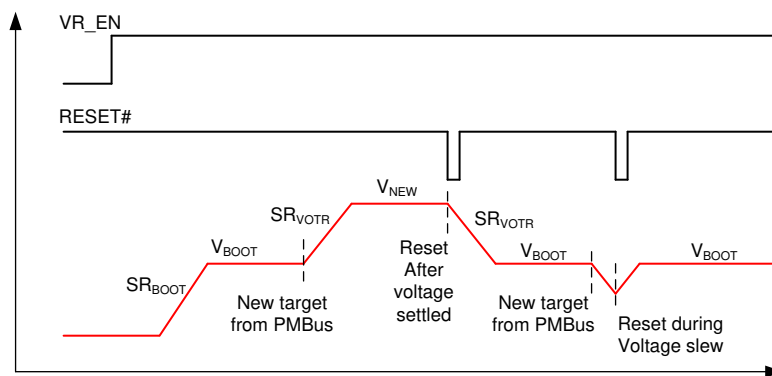 VR_EN
RESET#
V_NEW
SR_VOTR
SR_VOTR
V_BOOT
V_BOOT
V_BOOT
SR_BOOT
Reset
After
voltage
settled
New target
from PMBus
New target
from PMBus
Reset during
Voltage slew